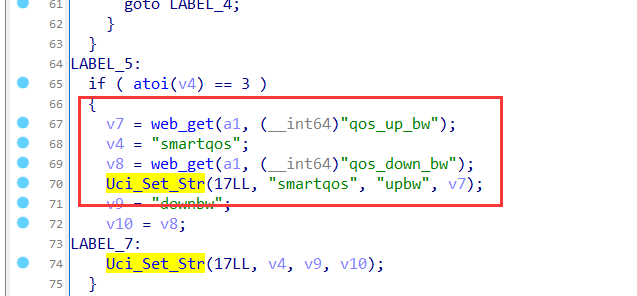 61 goto LABEL_4;
62 }
63 }
64 LABEL_5:
65 if ( atoi(v4) == 3 )
66 {
67 v7 = web_get(a1, (__int64)"qos_up_bw");
68 v4 = "smartqos";
69 v8 = web_get(a1, (__int64)"qos_down_bw");
70 Uci_Set_Str(17LL, "smartqos", "upbw", v7);
71 v9 = "downbw";
72 v10 = v8;
73 LABEL_7:
74 Uci_Set_Str(17LL, v4, v9, v10);
75 }